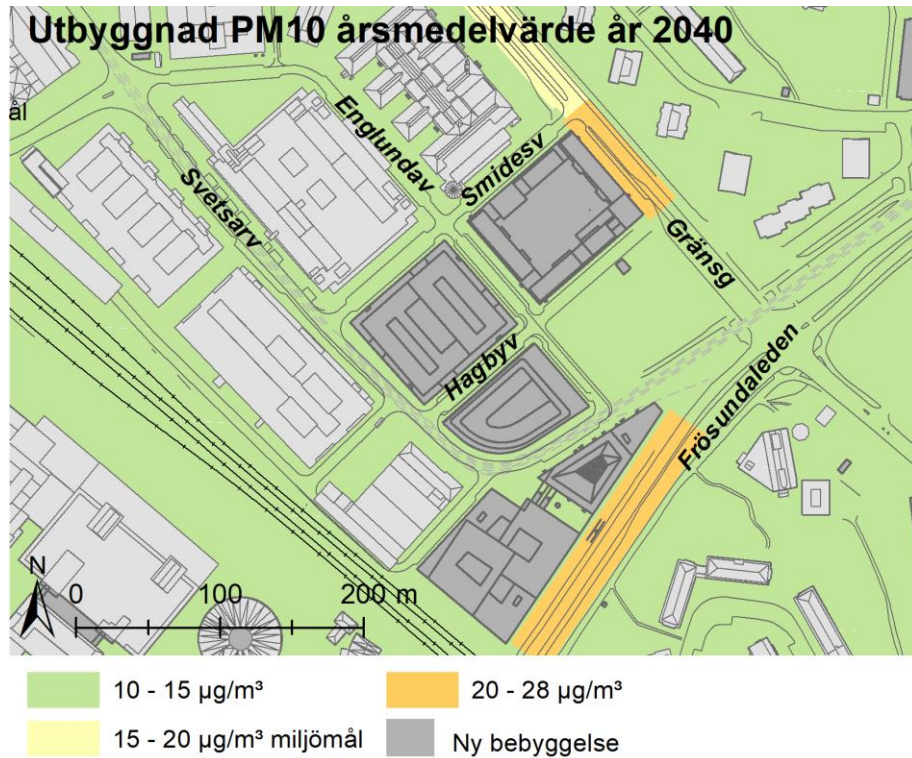 Utbyggnad PM10 årsmedelvärde år 2040
ål
Englundav
Smidesv
Svetsarv
Gränsg
Hagbyv
Frösundaleden
N
0 100 200 m
10 - 15 µg/m³
20 - 28 µg/m³
15 - 20 µg/m³ miljömål
Ny bebyggelse